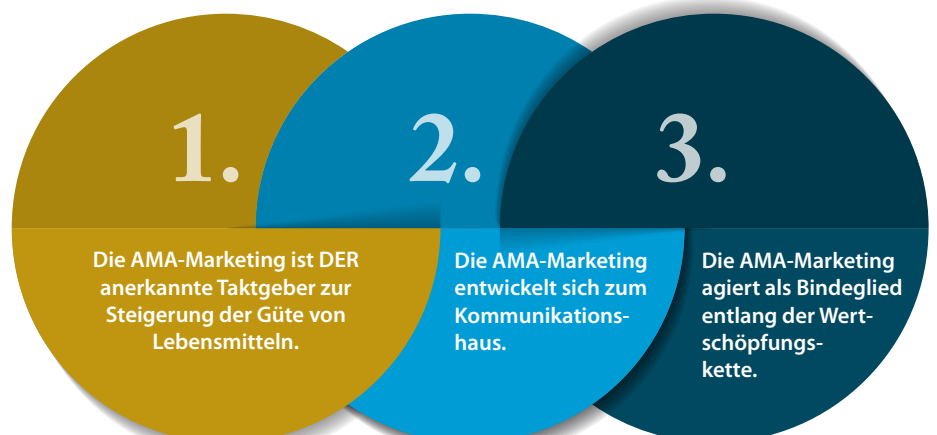 1.
Die AMA-Marketing ist DER
anerkannte Taktgeber zur
Steigerung der Güte von
Lebensmitteln.
2.
Die AMA-Marketing
entwickelt sich zum
Kommunikations-
haus.
3.
Die AMA-Marketing
agiert als Bindeglied
entlang der Wert-
schöpfungs-
kette.